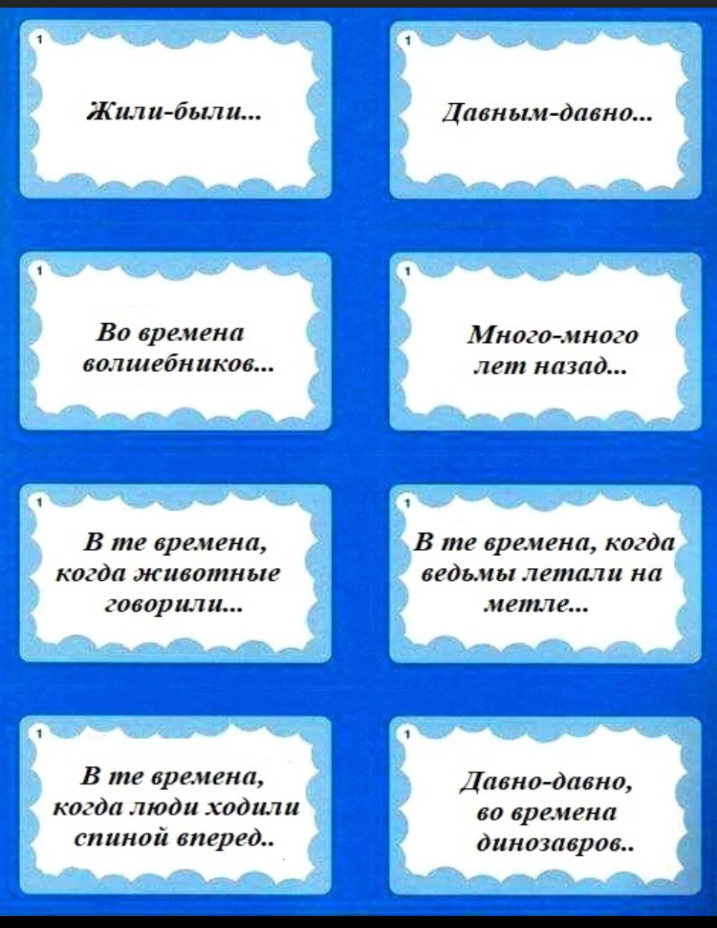 1
Жили-были...
1
Давным-давно...
1
Во времена
волшебников...
1
Много-много
лет назад...
1
В те времена,
когда животные
говорили...
1
В те времена, когда
ведьмы летали на
метле...
1
В те времена,
когда люди ходили
спиной вперед..
1
Давно-давно,
во времена
динозавров..